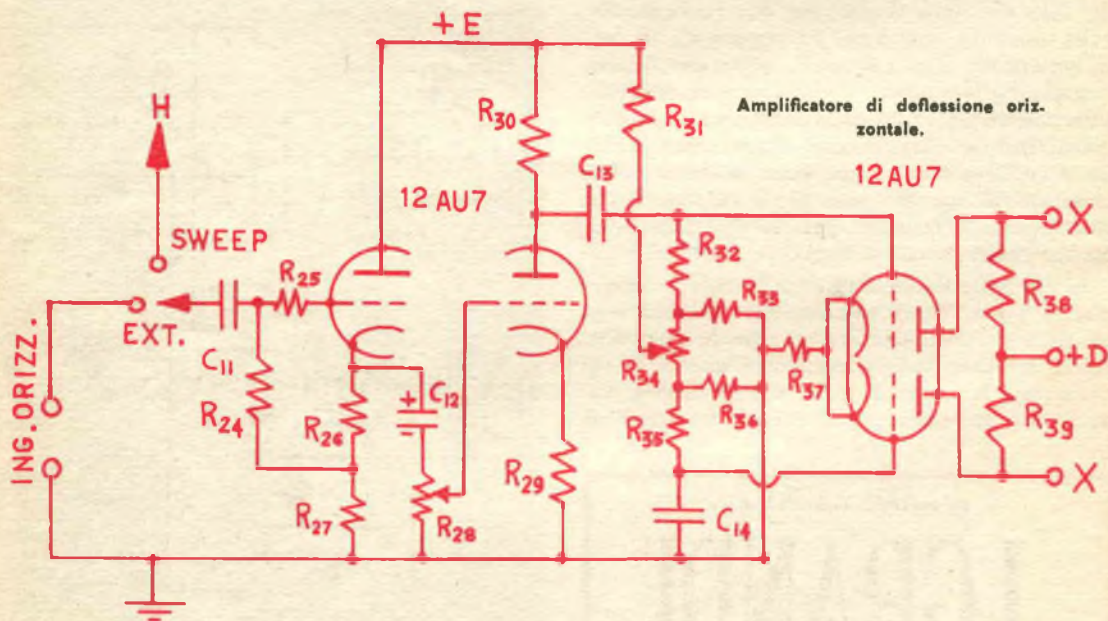 +E
H
R30
R31
Amplificatore di deflessione oriz-
zontale.
C13
12 AU7
12AU7
SWEEP
X
R25
R32
R33
R38
EXT.
+D
C11
R34
R37
C12
+
-
R24
R26
R36
R35
R39
ING. ORIZZ.
R29
X
R27
R28
C14